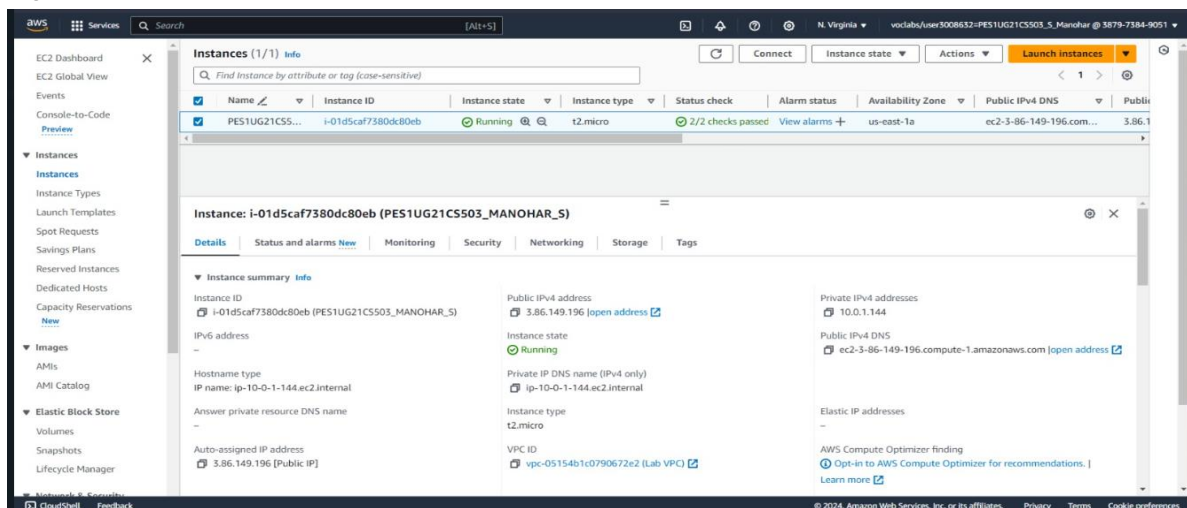 aws Services Search [Alt+S] N. Virginia voclabs/user3008632=PES1UG21CS503_S_Manohar @ 3879-7384-9051
EC2 Dashboard
EC2 Global View
Events
Console-to-Code
Preview
Instances
Instances
Instance Types
Launch Templates
Spot Requests
Savings Plans
Reserved Instances
Dedicated Hosts
Capacity Reservations
New
Images
AMIs
AMI Catalog
Elastic Block Store
Volumes
Snapshots
Lifecycle Manager
Network & Security
Instances (1/1) Info Connect Instance state Actions Launch instances
Find Instance by attribute or tag (case-sensitive) 1
Name Instance ID Instance state Instance type Status check Alarm status Availability Zone Public IPv4 DNS Public
PES1UG21CS5... i-01d5caf7380dc80eb Running t2.micro 2/2 checks passed View alarms + us-east-1a ec2-3-86-149-196.com... 3.86.1
Instance: i-01d5caf7380dc80eb (PES1UG21CS503_MANOHAR_S)
Details Status and alarms New Monitoring Security Networking Storage Tags
Instance summary Info
Instance ID Public IPv4 address Private IPv4 addresses
i-01d5caf7380dc80eb (PES1UG21CS503_MANOHAR_S) 3.86.149.196 |open address 10.0.1.144
IPv6 address Instance state Public IPv4 DNS
– Running ec2-3-86-149-196.compute-1.amazonaws.com |open address
Hostname type Private IP DNS name (IPv4 only)
IP name: ip-10-0-1-144.ec2.internal ip-10-0-1-144.ec2.internal
Answer private resource DNS name Instance type Elastic IP addresses
– t2.micro –
Auto-assigned IP address VPC ID AWS Compute Optimizer finding
3.86.149.196 [Public IP] vpc-05154b1c0790672e2 (Lab VPC) Opt-in to AWS Compute Optimizer for recommendations. |
Learn more
CloudShell Feedback © 2024, Amazon Web Services, Inc. or its affiliates. Privacy Terms Cookie preferences